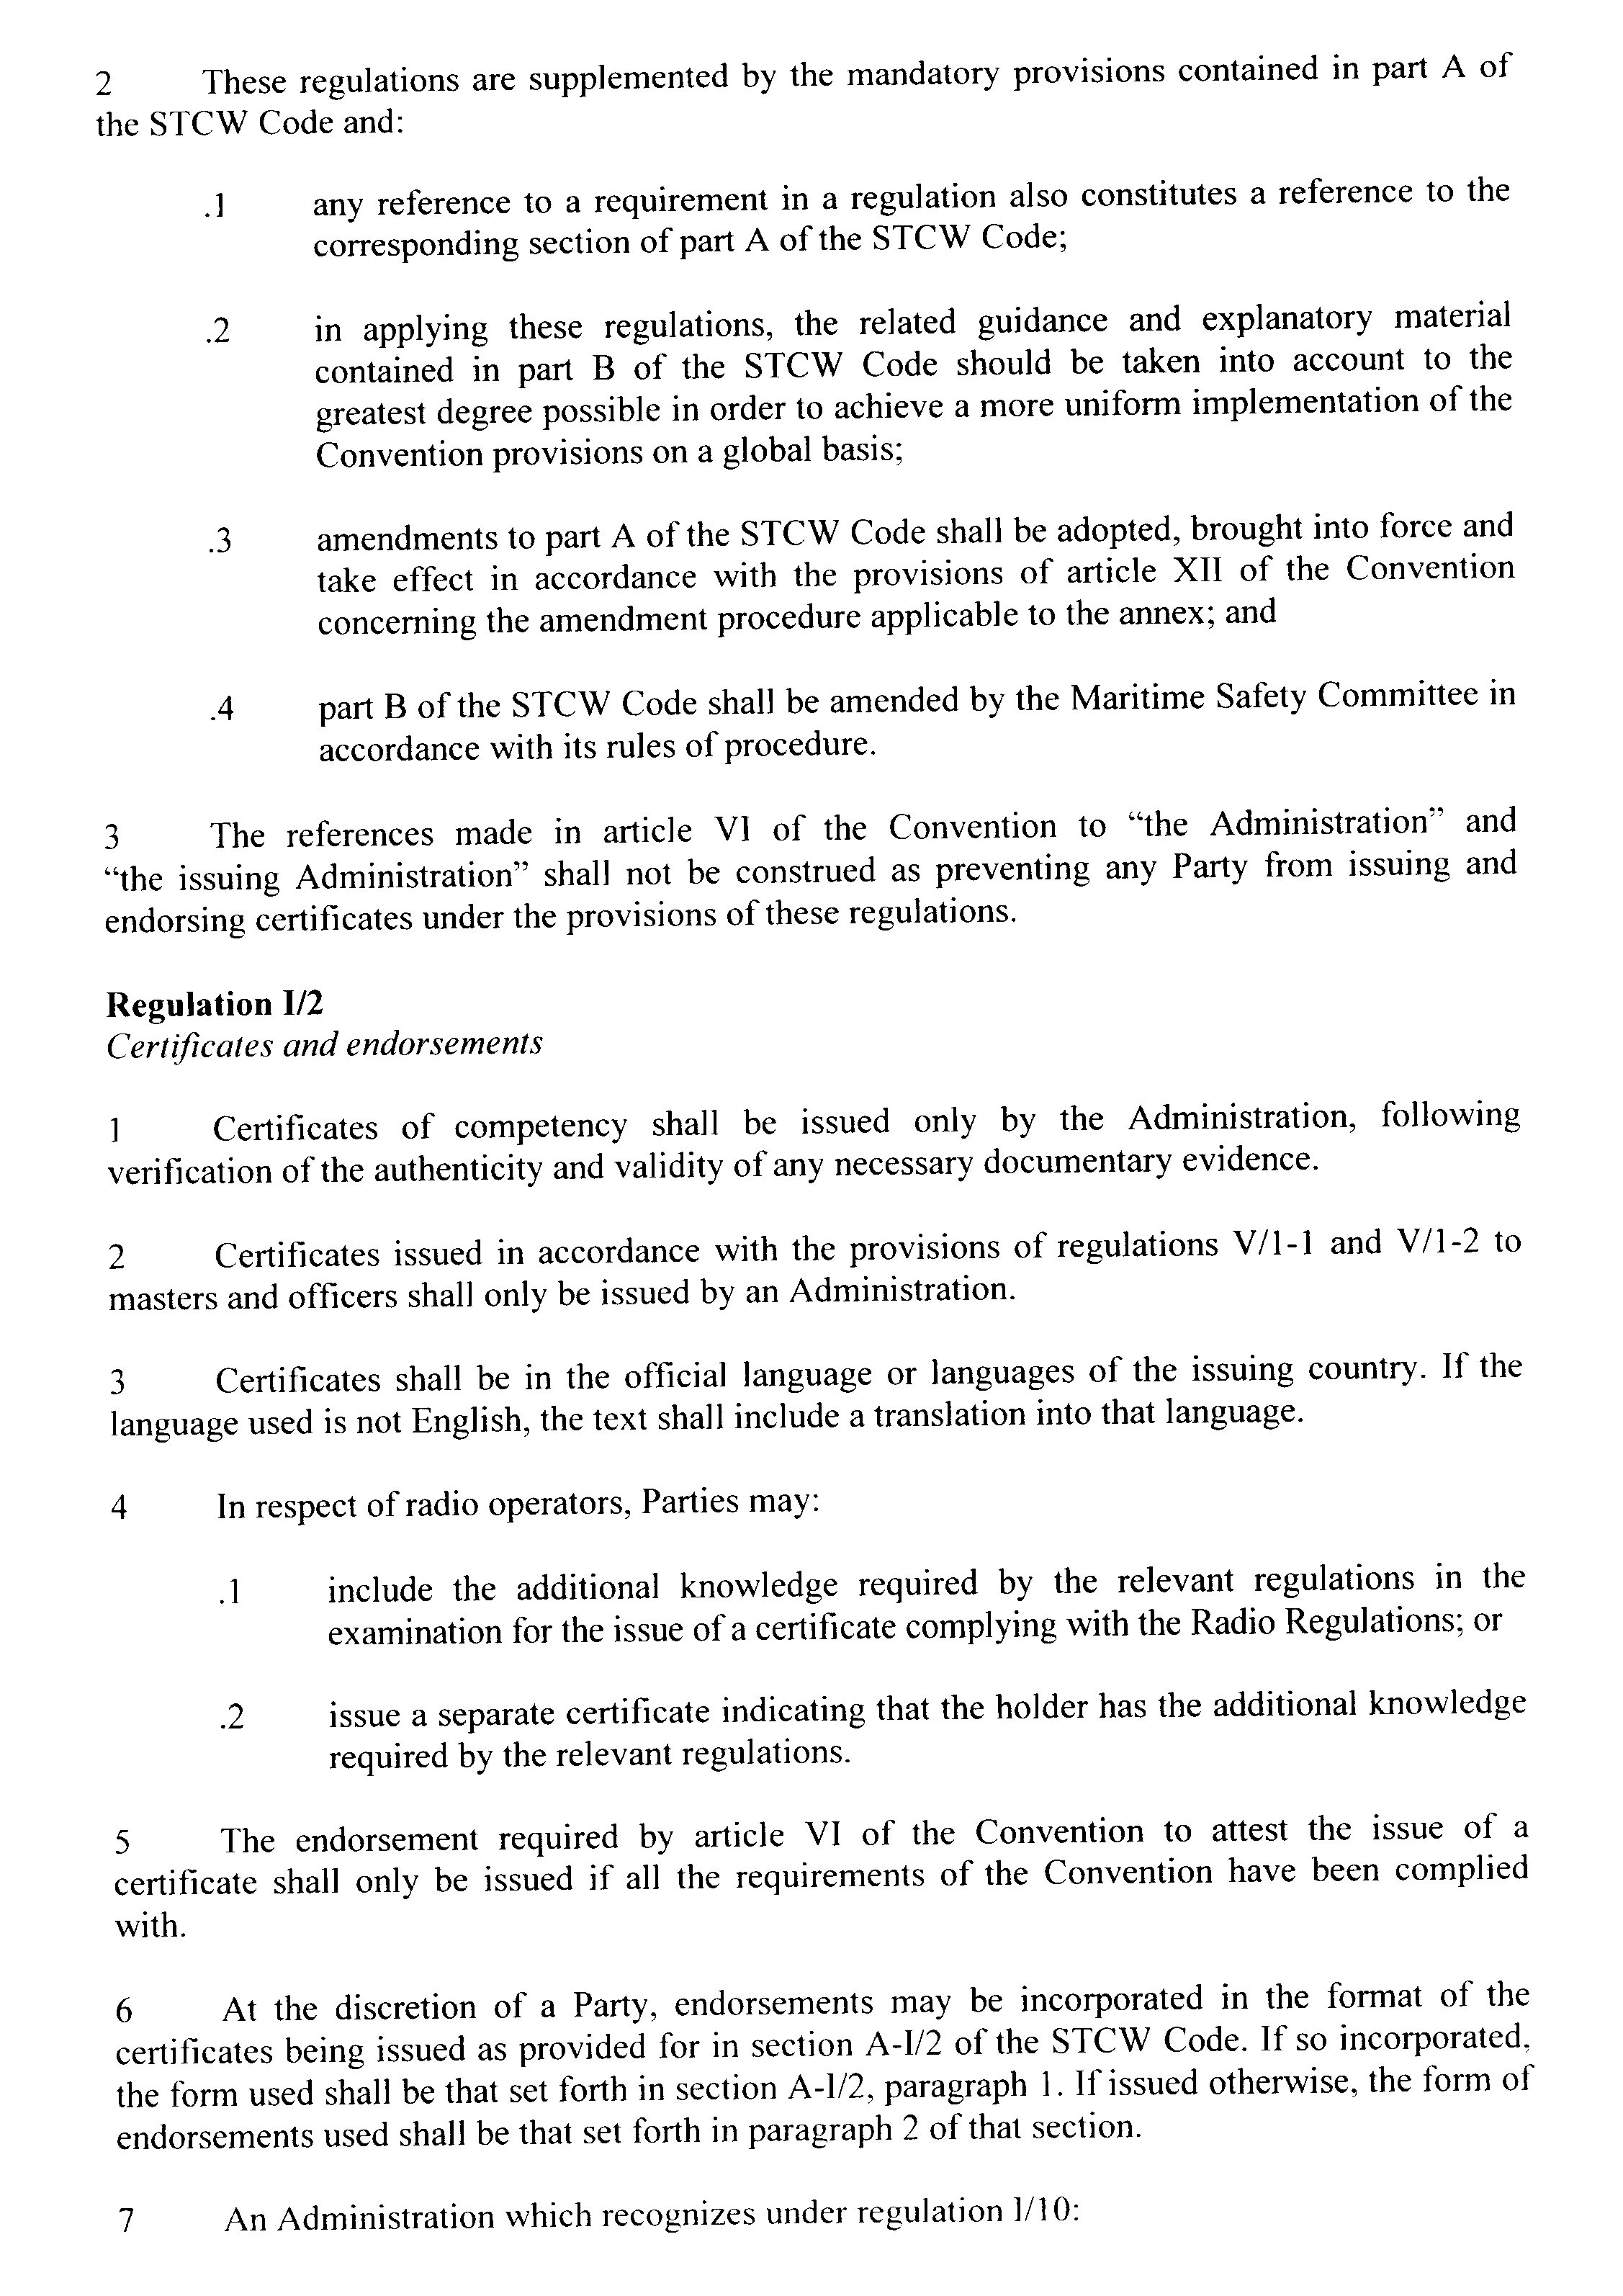 2 These regulations are supplemented by the mandatory provisions contained in part A of
the STCW Code and:
.1 any reference to a requirement in a regulation also constitutes a reference to the
corresponding section of part A of the STCW Code;
.2 in applying these regulations, the related guidance and explanatory material
contained in part B of the STCW Code should be taken into account to the
greatest degree possible in order to achieve a more uniform implementation of the
Convention provisions on a global basis;
.3 amendments to part A of the STCW Code shall be adopted, brought into force and
take effect in accordance with the provisions of article XII of the Convention
concerning the amendment procedure applicable to the annex; and
.4 part B of the STCW Code shall be amended by the Maritime Safety Committee in
accordance with its rules of procedure.
3 The references made in article VI of the Convention to “the Administration” and
“the issuing Administration” shall not be construed as preventing any Party from issuing and
endorsing certificates under the provisions of these regulations.
Regulation I/2
Certificates and endorsements
1 Certificates of competency shall be issued only by the Administration, following
verification of the authenticity and validity of any necessary documentary evidence.
2 Certificates issued in accordance with the provisions of regulations V/1-1 and V/1-2 to
masters and officers shall only be issued by an Administration.
3 Certificates shall be in the official language or languages of the issuing country. If the
language used is not English, the text shall include a translation into that language.
4 In respect of radio operators, Parties may:
.1 include the additional knowledge required by the relevant regulations in the
examination for the issue of a certificate complying with the Radio Regulations; or
.2 issue a separate certificate indicating that the holder has the additional knowledge
required by the relevant regulations.
5 The endorsement required by article VI of the Convention to attest the issue of a
certificate shall only be issued if all the requirements of the Convention have been complied
with.
6 At the discretion of a Party, endorsements may be incorporated in the format of the
certificates being issued as provided for in section A-I/2 of the STCW Code. If so incorporated,
the form used shall be that set forth in section A-I/2, paragraph 1. If issued otherwise, the form of
endorsements used shall be that set forth in paragraph 2 of that section.
7 An Administration which recognizes under regulation I/10: